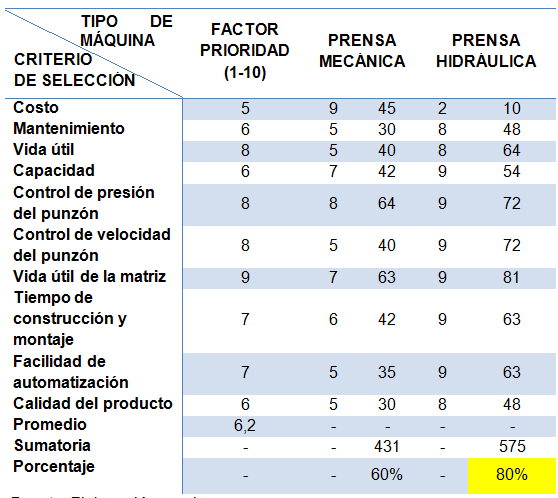 TIPO DE MÁQUINA
CRITERIO DE SELECCIÓN
FACTOR PRIORIDAD (1-10)
PRENSA MECÁNICA
PRENSA HIDRÁULICA
Costo 5 9 45 2 10
Mantenimiento 6 5 30 8 48
Vida útil 8 5 40 8 64
Capacidad 6 7 42 9 54
Control de presión del punzón 8 8 64 9 72
Control de velocidad del punzón 8 5 40 9 72
Vida útil de la matriz 9 7 63 9 81
Tiempo de construcción y montaje 7 6 42 9 63
Facilidad de automatización 7 5 35 9 63
Calidad del producto 6 5 30 8 48
Promedio 6,2 - - - -
Sumatoria - - 431 - 575
Porcentaje - - 60% - 80%